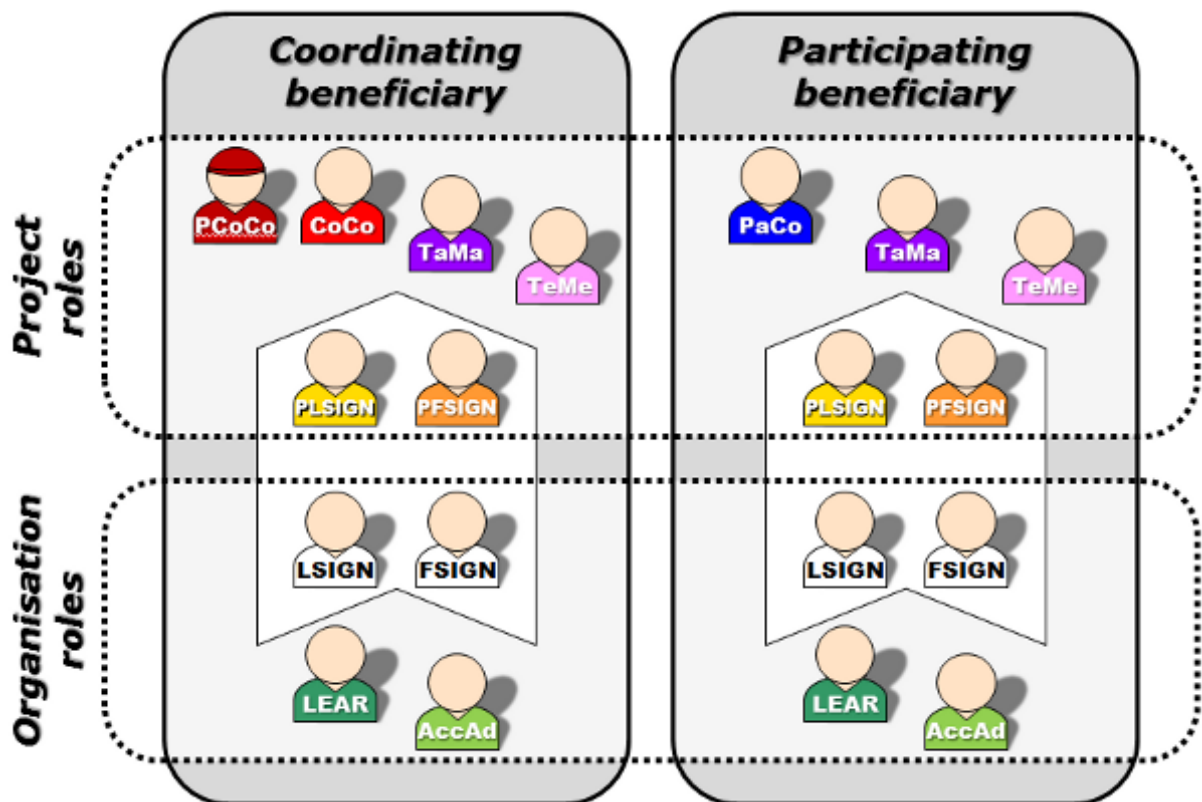 Coordinating
beneficiary
Participating
beneficiary
Project
roles
PCoCo
CoCo
TaMa
TeMe
PLSIGN
PFSIGN
PaCo
TaMa
TeMe
PLSIGN
PFSIGN
Organisation
roles
LSIGN
FSIGN
LEAR
AccAd
LSIGN
FSIGN
LEAR
AccAd